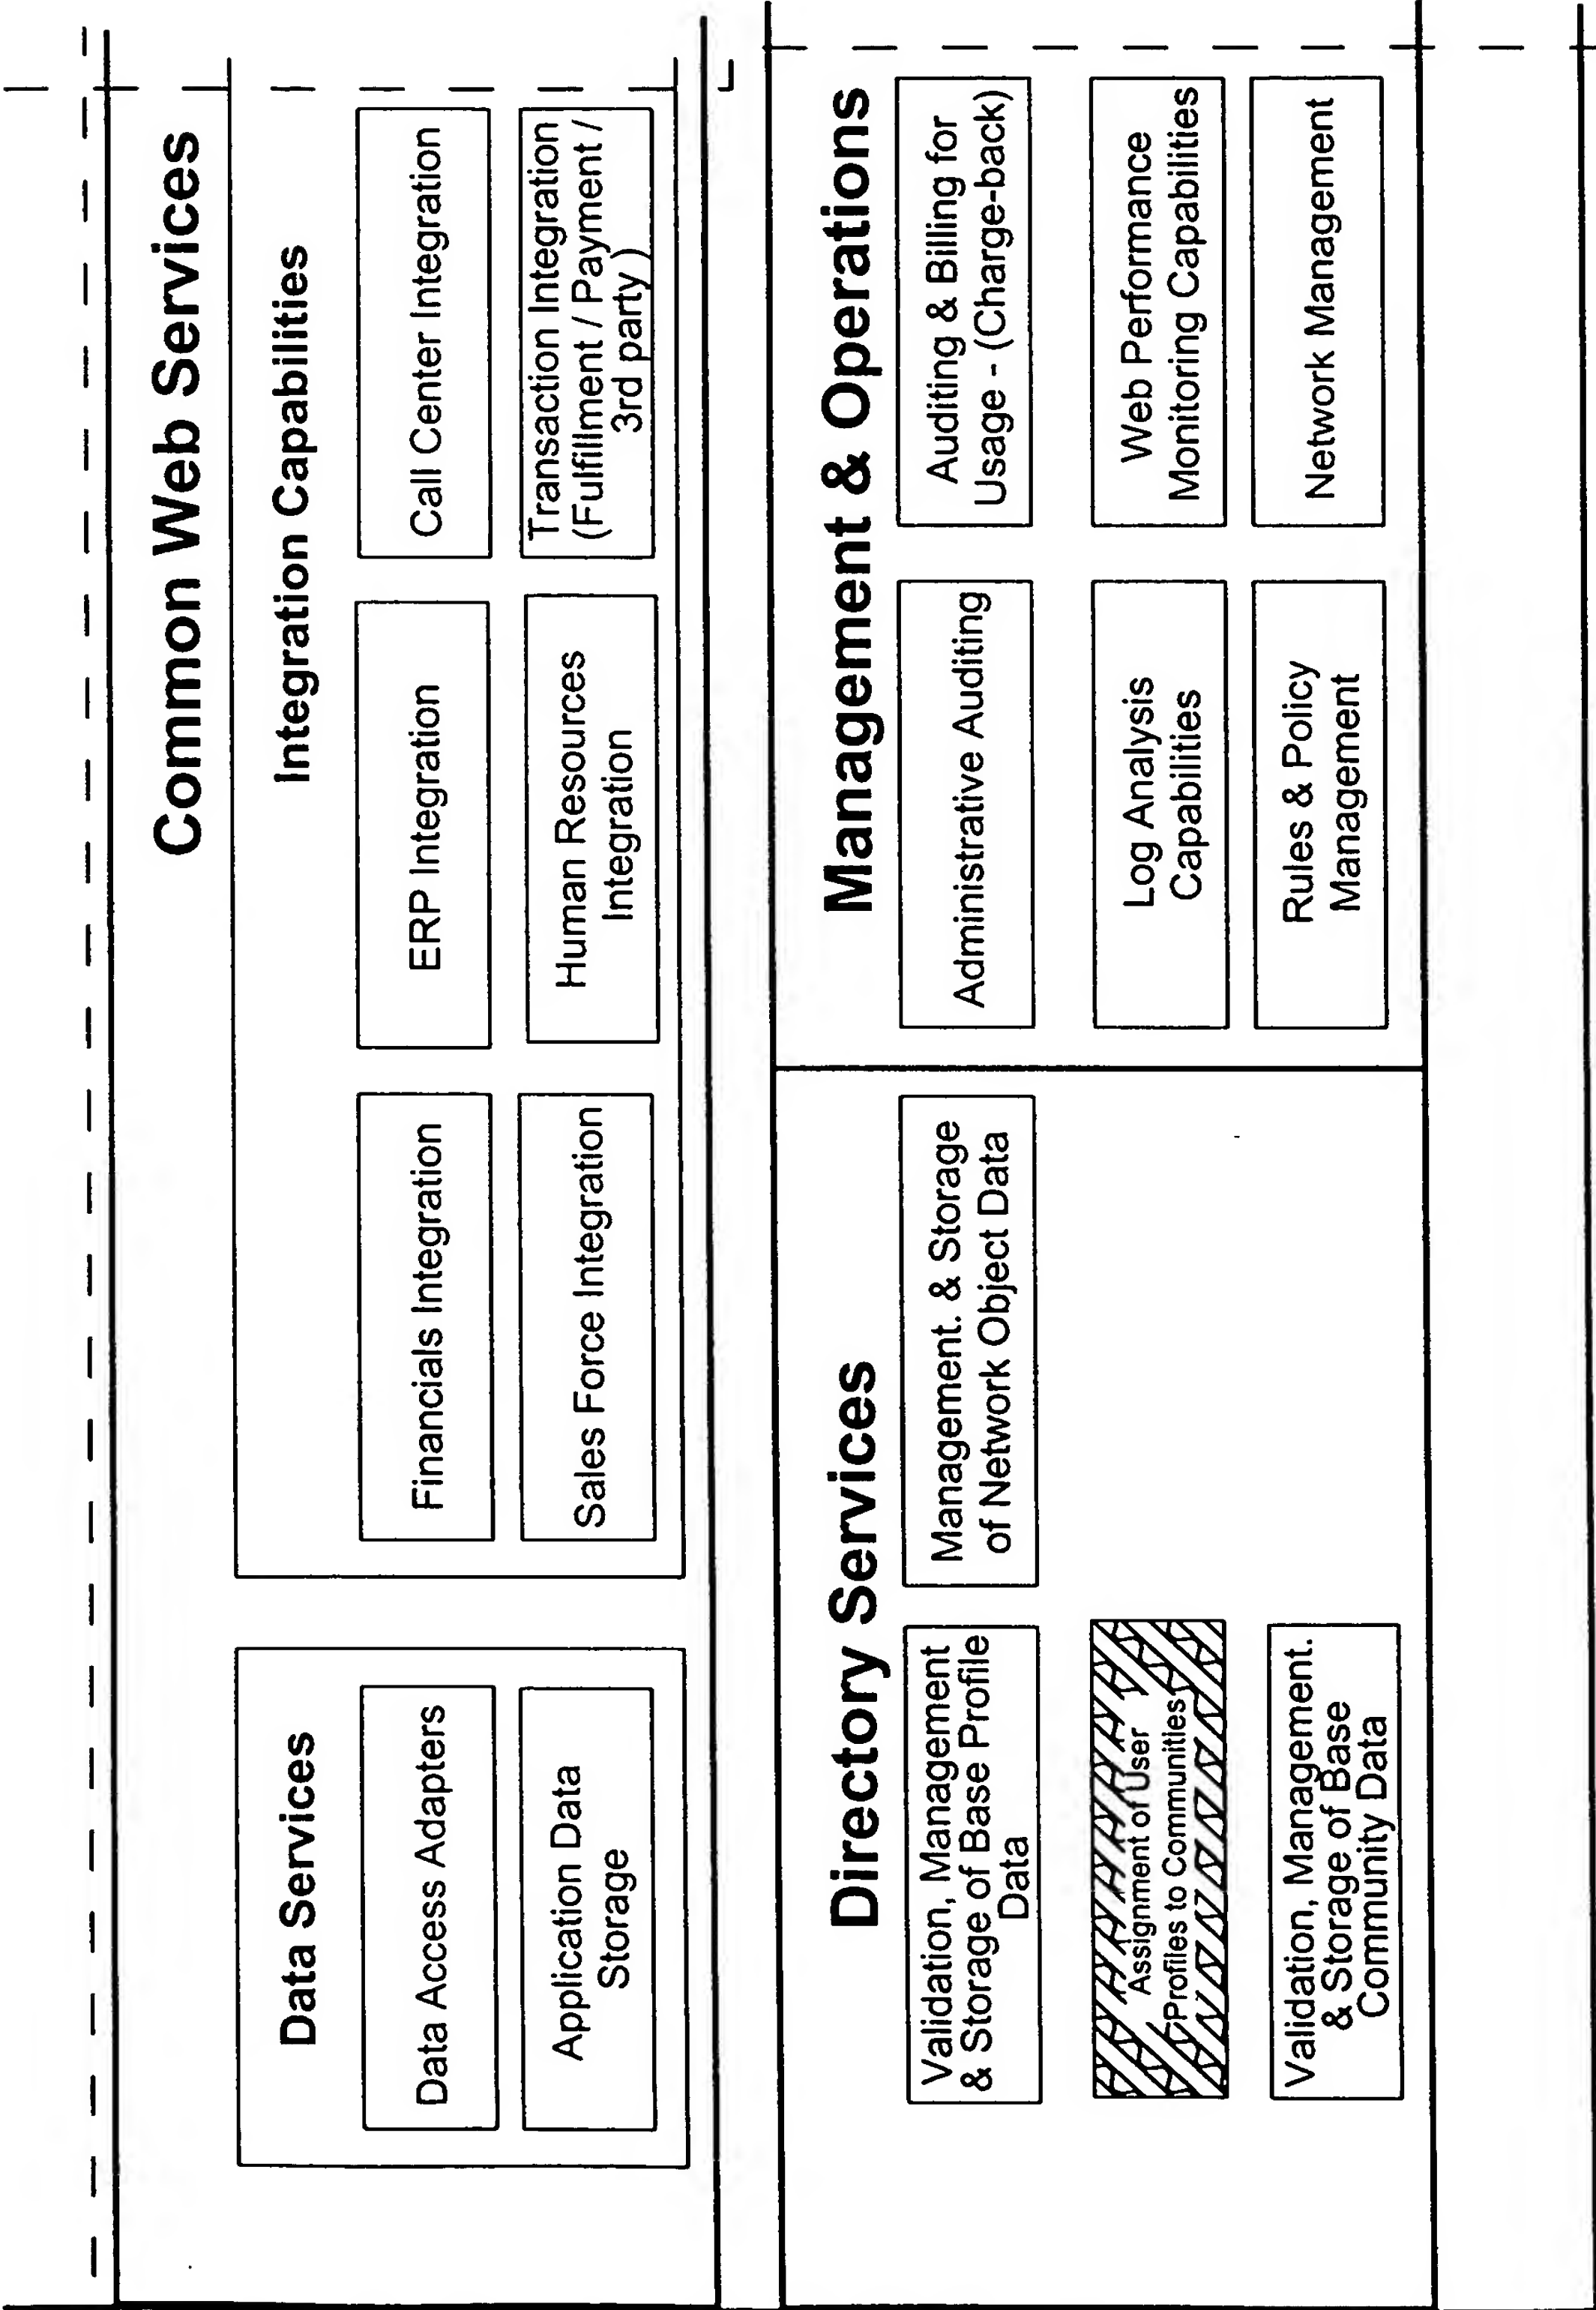 Common Web Services
Data Services
Data Access Adapters
Application Data
Storage
Integration Capabilities
Financials Integration
ERP Integration
Call Center Integration
Sales Force Integration
Human Resources
Integration
Transaction Integration
(Fulfillment / Payment /
3rd party )
Directory Services
Validation, Management
& Storage of Base Profile
Data
Management. & Storage
of Network Object Data
Assignment of User
Profiles to Communities
Validation, Management.
& Storage of Base
Community Data
Management & Operations
Administrative Auditing
Auditing & Billing for
Usage - (Charge-back)
Log Analysis
Capabilities
Web Performance
Monitoring Capabilities
Rules & Policy
Management
Network Management